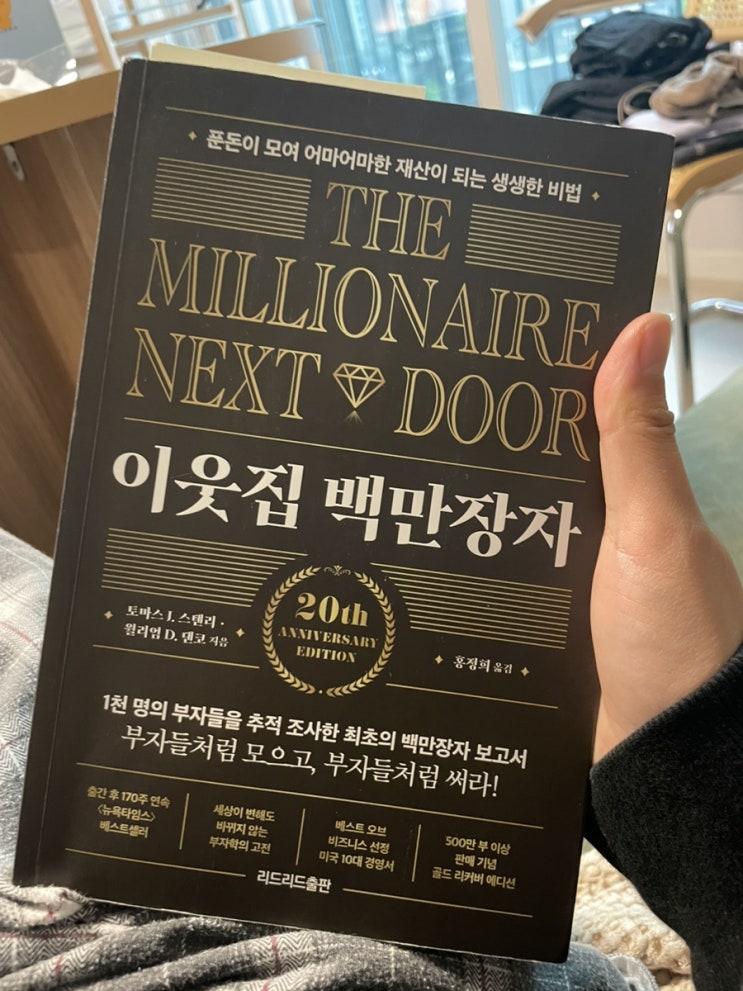 푼돈이 모여 어마어마한 재산이 되는 생생한 비법
THE
MILLIONAIRE
NEXT DOOR
이웃집 백만장자
20th
ANNIVERSARY
EDITION
토마스 J. 스탠리 ·
윌리엄 D. 댄코 지음
홍정희 옮김
1천 명의 부자들을 추적 조사한 최초의 백만장자 보고서
부자들처럼 모으고, 부자들처럼 써라!
출간 후 170주 연속
〈뉴욕타임스〉
베스트셀러
세상이 변해도
바뀌지 않는
부자학의 고전
베스트 오브
비즈니스 선정
미국 10대 경영서
500만 부 이상
판매 기념
골드 리커버 에디션
리드리드출판